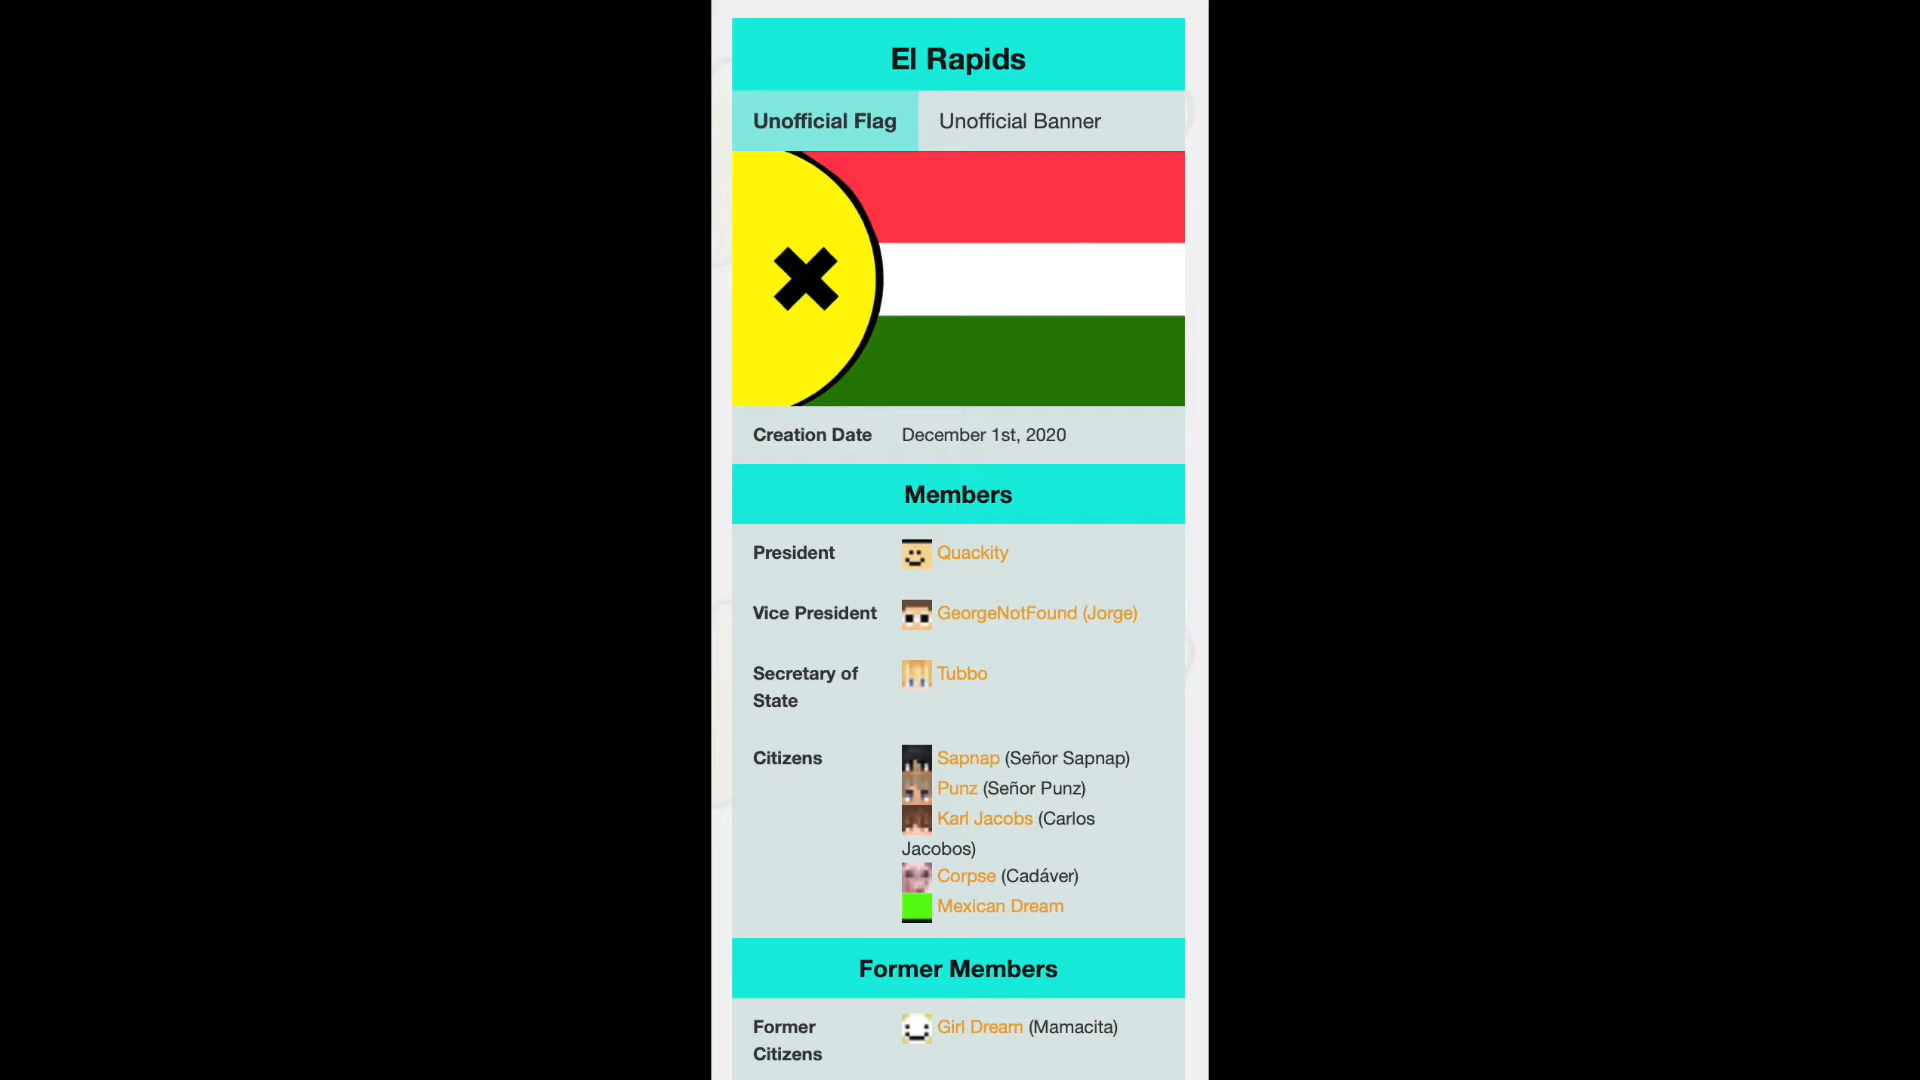 El Rapids
Unofficial Flag Unofficial Banner
Creation Date December 1st, 2020
Members
President Quackity
Vice President GeorgeNotFound (Jorge)
Secretary of Tubbo
State
Citizens Sapnap (Señor Sapnap)
Punz (Señor Punz)
Karl Jacobs (Carlos
Jacobos)
Corpse (Cadáver)
Mexican Dream
Former Members
Former Girl Dream (Mamacita)
Citizens